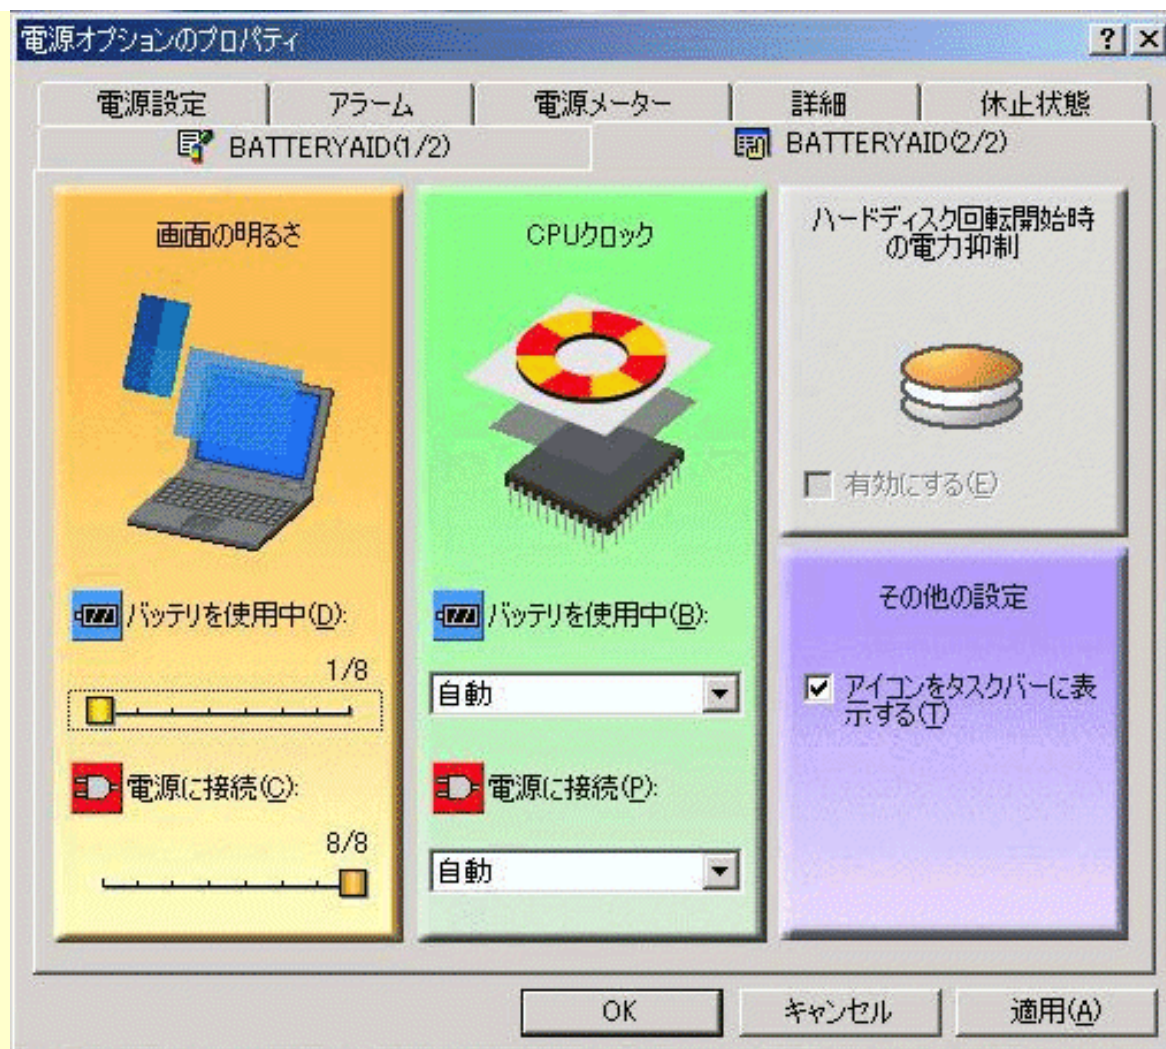 電源オプションのプロパティ
電源設定
アラーム
電源メーター
詳細
休止状態
BATTERYAID(1/2)
BATTERYAID(2/2)
画面の明るさ
バッテリを使用中(D):
1/8
電源に接続(C):
8/8
CPUクロック
バッテリを使用中(B):
自動
電源に接続(P):
自動
ハードディスク回転開始時
の電力抑制
有効にする(E)
その他の設定
アイコンをタスクバーに表
示する(T)
OK
キャンセル
適用(A)